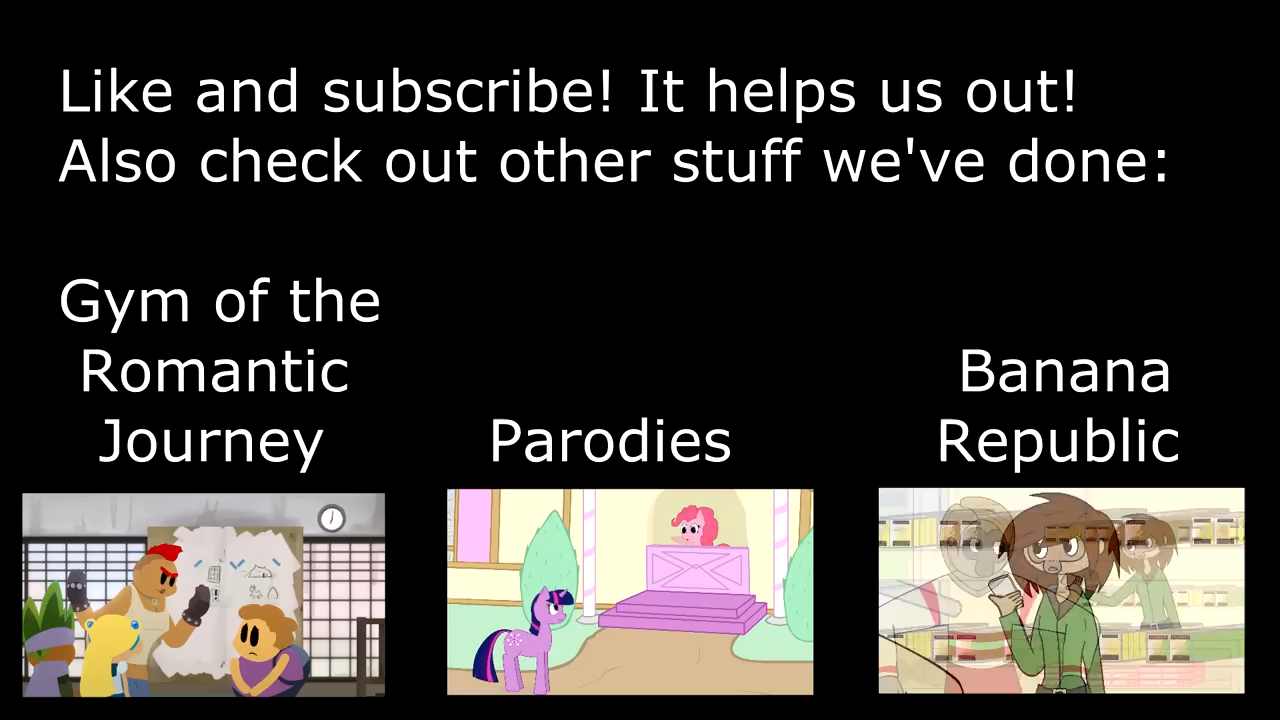 Like and subscribe! It helps us out!
Also check out other stuff we've done:
Gym of the
Romantic
Journey
Parodies
Banana
Republic